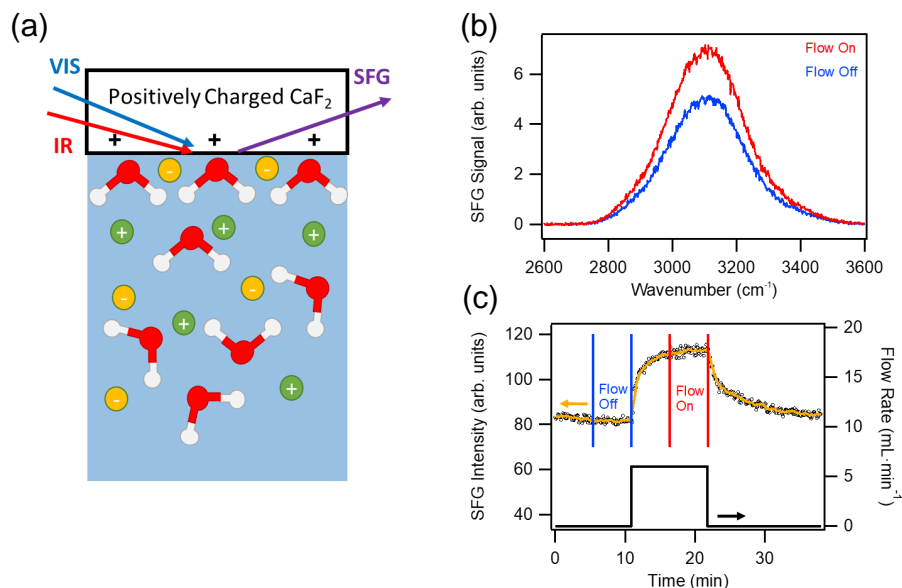 (a)
VIS
SFG
Positively Charged CaF₂
IR
+ + +
- -
+ + +
-
-
+
-
+
(b)
SFG Signal (arb. units)
6
4
2
0
Flow On
Flow Off
2600 2800 3000 3200 3400 3600
Wavenumber (cm⁻¹)
(c)
SFG Intensity (arb. units)
120
100
80
60
40
Flow
Off
Flow
On
20
15
10
5
0
Flow Rate (mL·min⁻¹)
0 10 20 30
Time (min)